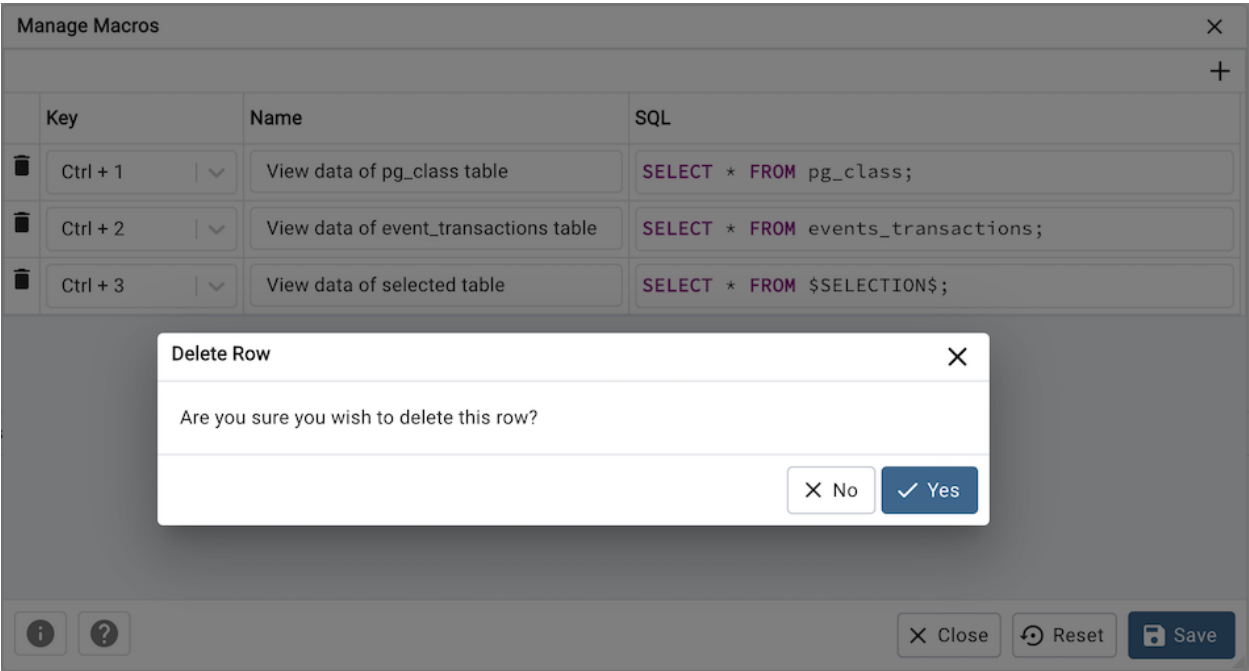 Manage Macros
Key Name SQL
Ctrl + 1 View data of pg_class table SELECT * FROM pg_class;
Ctrl + 2 View data of event_transactions table SELECT * FROM events_transactions;
Ctrl + 3 View data of selected table SELECT * FROM $SELECTION$;
Delete Row
Are you sure you wish to delete this row?
No Yes
Close Reset Save